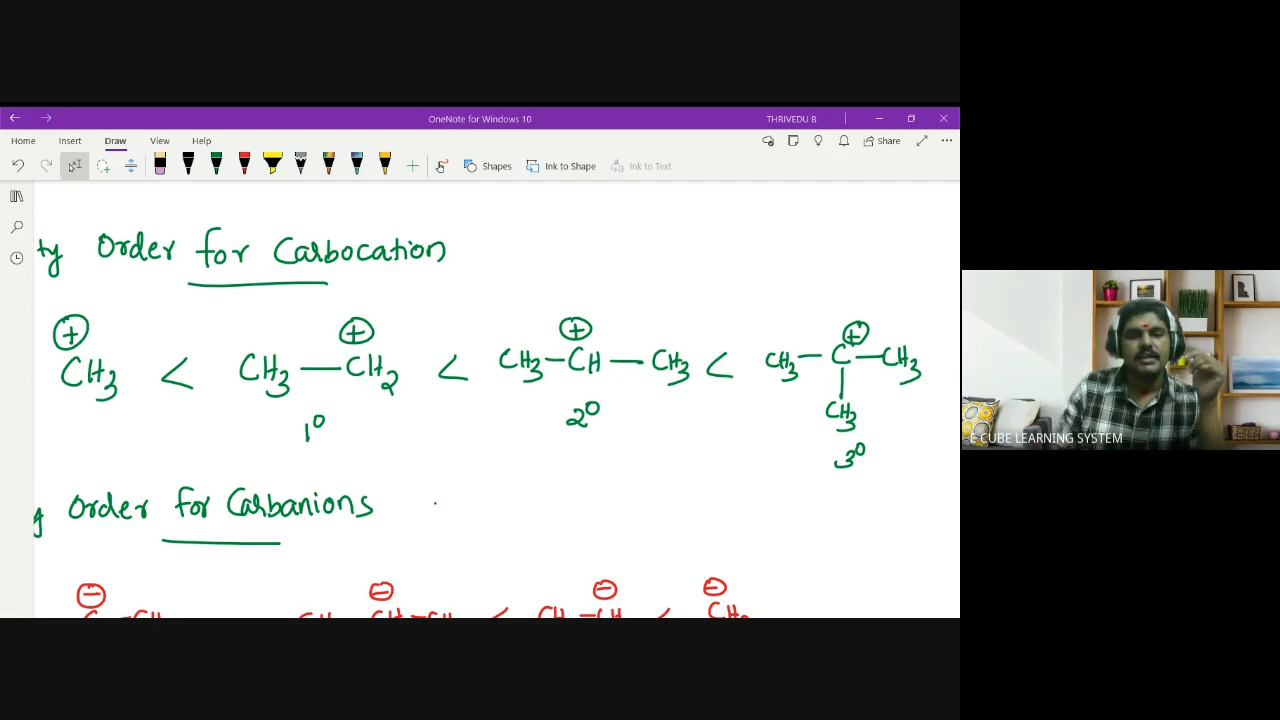 OneNote for Windows 10
THRIVEDU B
Home Insert Draw View Help
Share
Shapes Ink to Shape Ink to Text
ty Order for Carbocation
⊕ ⊕ ⊕ ⊕
CH3 < CH3—CH2 < CH3—CH—CH3 < CH3—C—CH3
CH3
1° 2° 3°
y Order for Carbanions
⊖ ⊖ ⊖ ⊖
E CUBE LEARNING SYSTEM